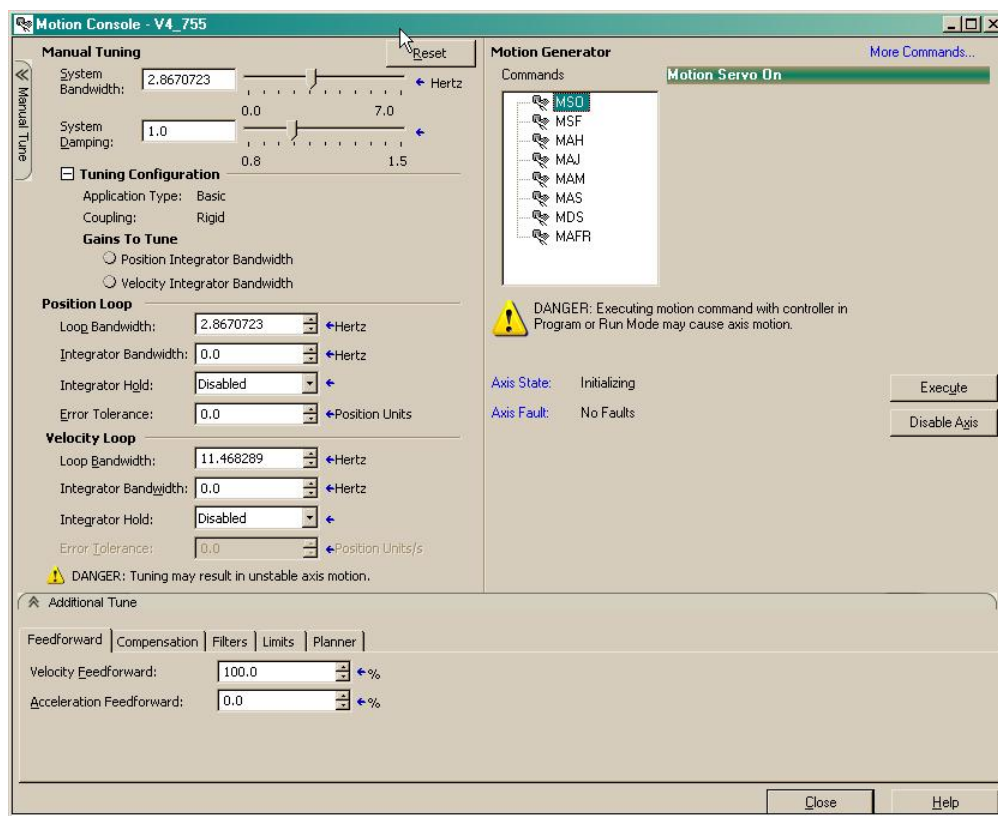 Motion Console - V4_755
Manual Tuning
Reset
Manual Tune
System Bandwidth: 2.8670723 Hertz
0.0 7.0
System Damping: 1.0
0.8 1.5
Tuning Configuration
Application Type: Basic
Coupling: Rigid
Gains To Tune
Position Integrator Bandwidth
Velocity Integrator Bandwidth
Position Loop
Loop Bandwidth: 2.8670723 Hertz
Integrator Bandwidth: 0.0 Hertz
Integrator Hold: Disabled
Error Tolerance: 0.0 Position Units
Velocity Loop
Loop Bandwidth: 11.468289 Hertz
Integrator Bandwidth: 0.0 Hertz
Integrator Hold: Disabled
Error Tolerance: 0.0 Position Units/s
DANGER: Tuning may result in unstable axis motion.
Motion Generator
More Commands...
Commands
Motion Servo On
MSO
MSF
MAH
MAJ
MAM
MAS
MDS
MAFR
DANGER: Executing motion command with controller in
Program or Run Mode may cause axis motion.
Axis State: Initializing
Execute
Axis Fault: No Faults
Disable Axis
Additional Tune
Feedforward Compensation Filters Limits Planner
Velocity Feedforward: 100.0 %
Acceleration Feedforward: 0.0 %
Close Help